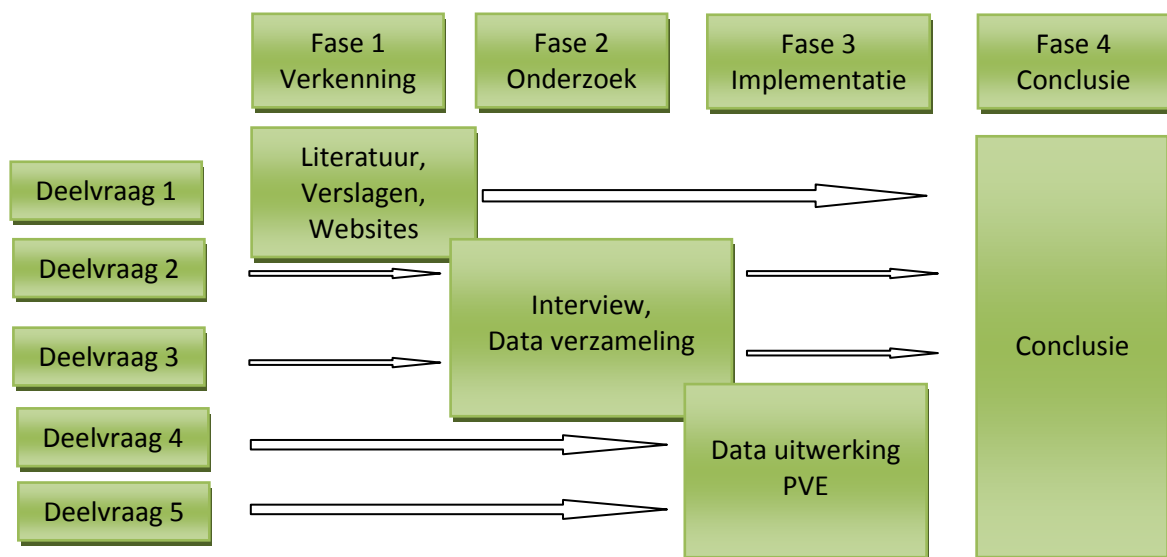 Fase 1
Verkenning
Fase 2
Onderzoek
Fase 3
Implementatie
Fase 4
Conclusie
Deelvraag 1
Literatuur,
Verslagen,
Websites
Deelvraag 2
Deelvraag 3
Interview,
Data verzameling
Conclusie
Deelvraag 4
Deelvraag 5
Data uitwerking
PVE